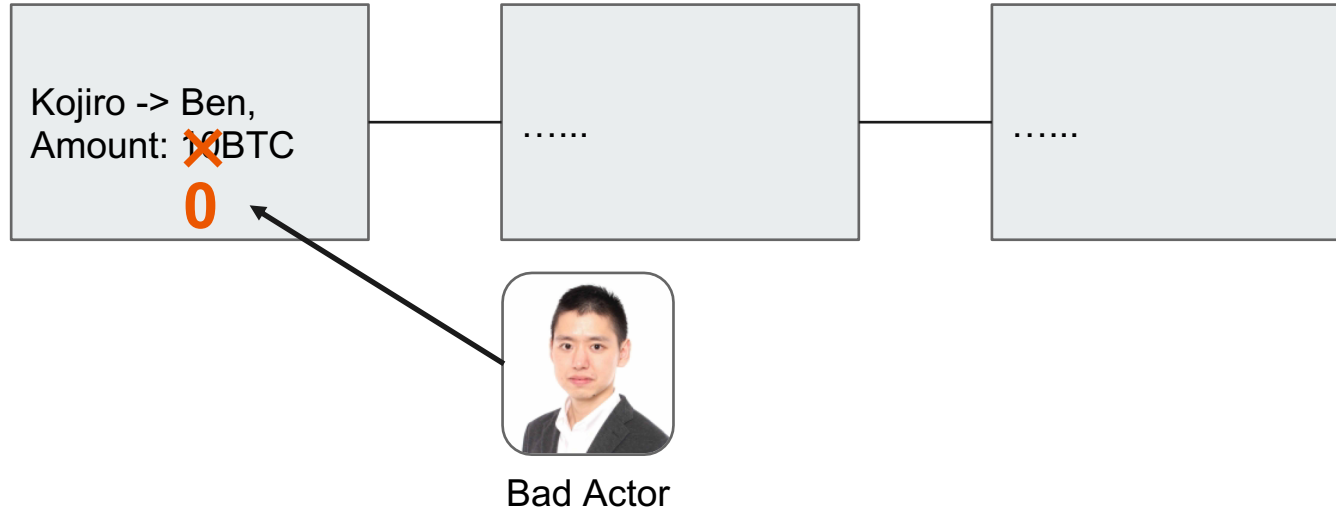 Kojiro -> Ben,
Amount: 10BTC
0
…...
…...
Bad Actor